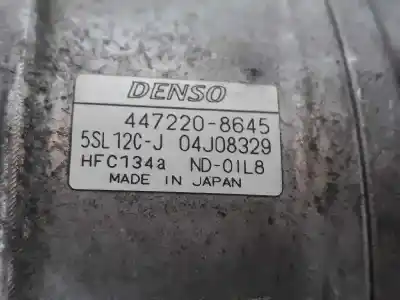 DENSO
447220-8645
5SL12C-J 04J08329
HFC134a ND-OIL8
MADE IN JAPAN